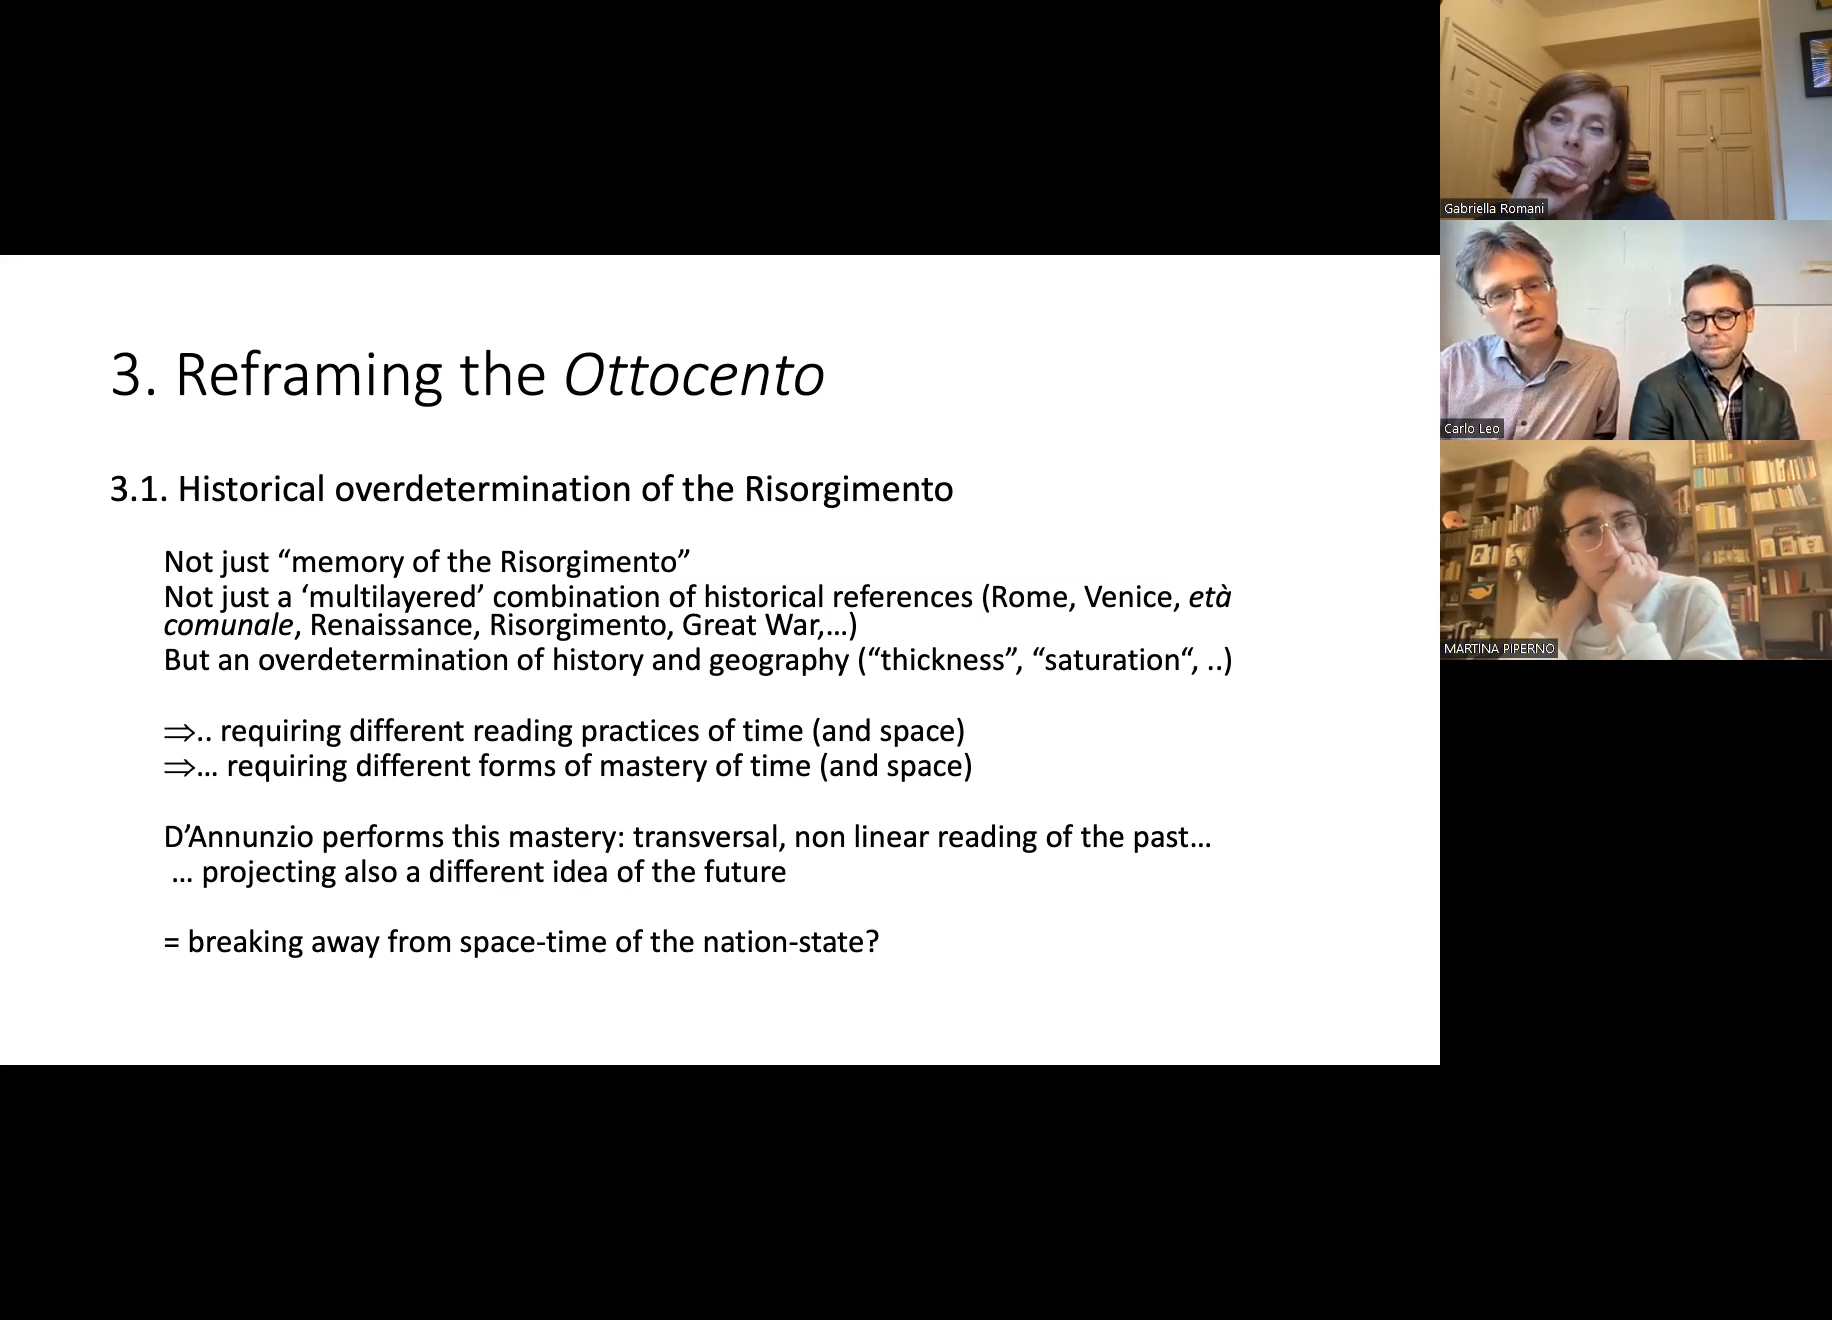 3. Reframing the Ottocento
3.1. Historical overdetermination of the Risorgimento
Not just “memory of the Risorgimento”
Not just a ‘multilayered’ combination of historical references (Rome, Venice, età
comunale, Renaissance, Risorgimento, Great War,...)
But an overdetermination of history and geography (“thickness”, “saturation“, ..)
⇒.. requiring different reading practices of time (and space)
⇒... requiring different forms of mastery of time (and space)
D’Annunzio performs this mastery: transversal, non linear reading of the past...
... projecting also a different idea of the future
= breaking away from space-time of the nation-state?
Gabriella Romani
Carlo Leo
MARTINA PIPERNO